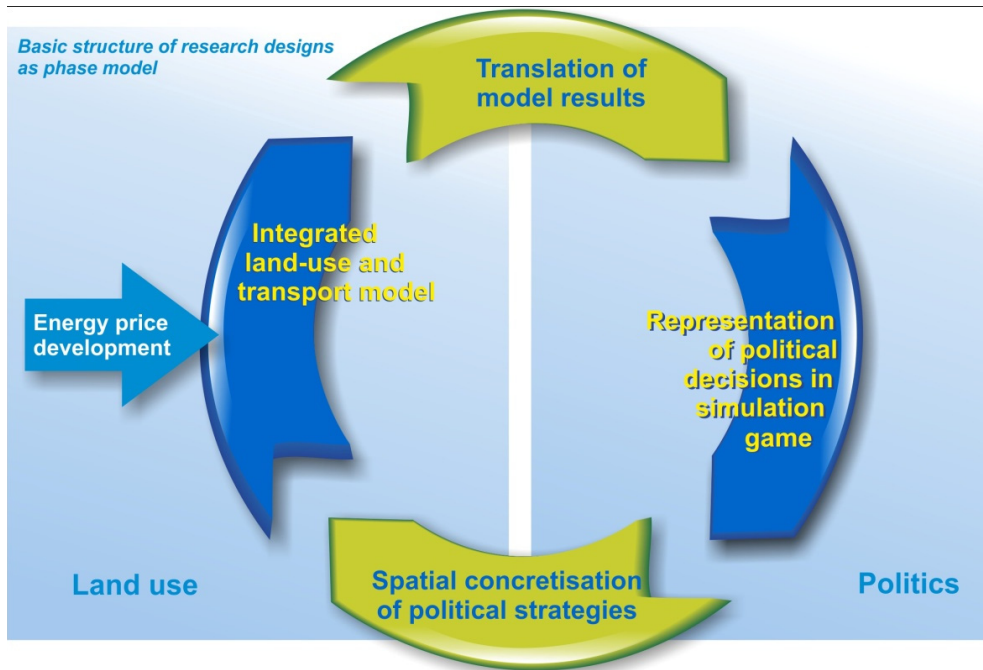 Basic structure of research designs
as phase model
Translation of
model results
Integrated
land-use and
transport model
Energy price
development
Representation
of political
decisions in
simulation
game
Land use
Spatial concretisation
of political strategies
Politics